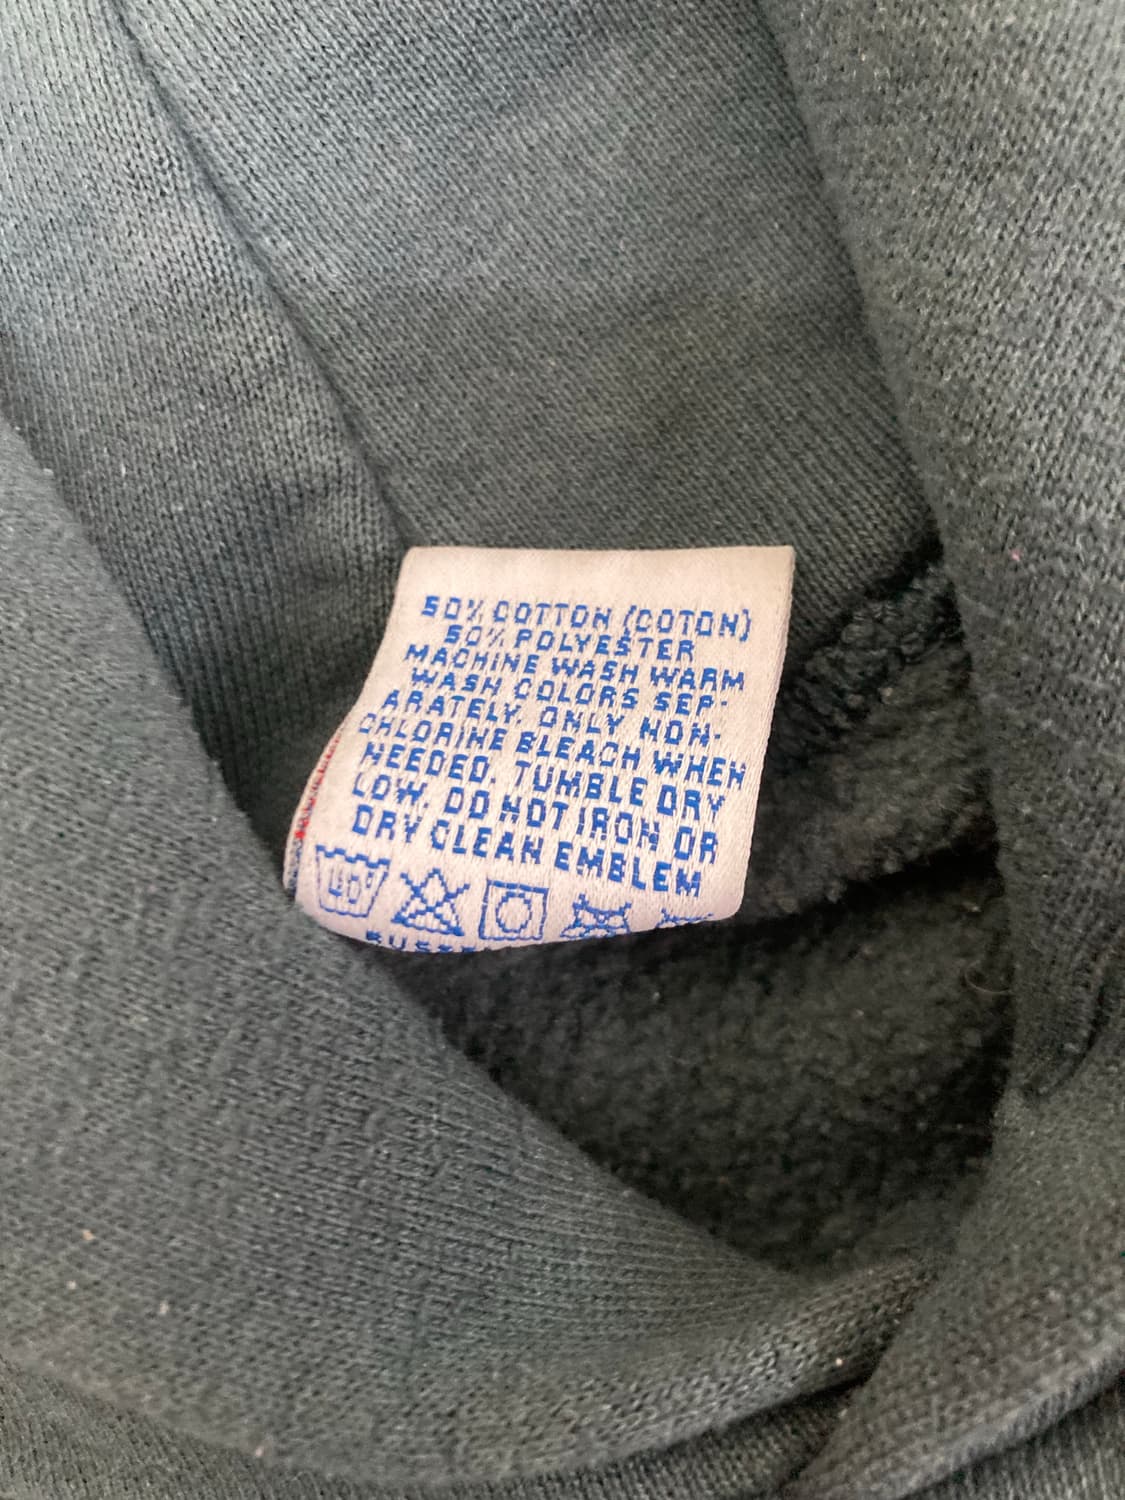 50% COTTON (COTON)
50% POLYESTER
MACHINE WASH WARM
WASH COLORS SEP-
ARATELY. ONLY NON-
CHLORINE BLEACH WHEN
NEEDED. TUMBLE DRY
LOW. DO NOT IRON OR
DRY CLEAN EMBLEM
40°